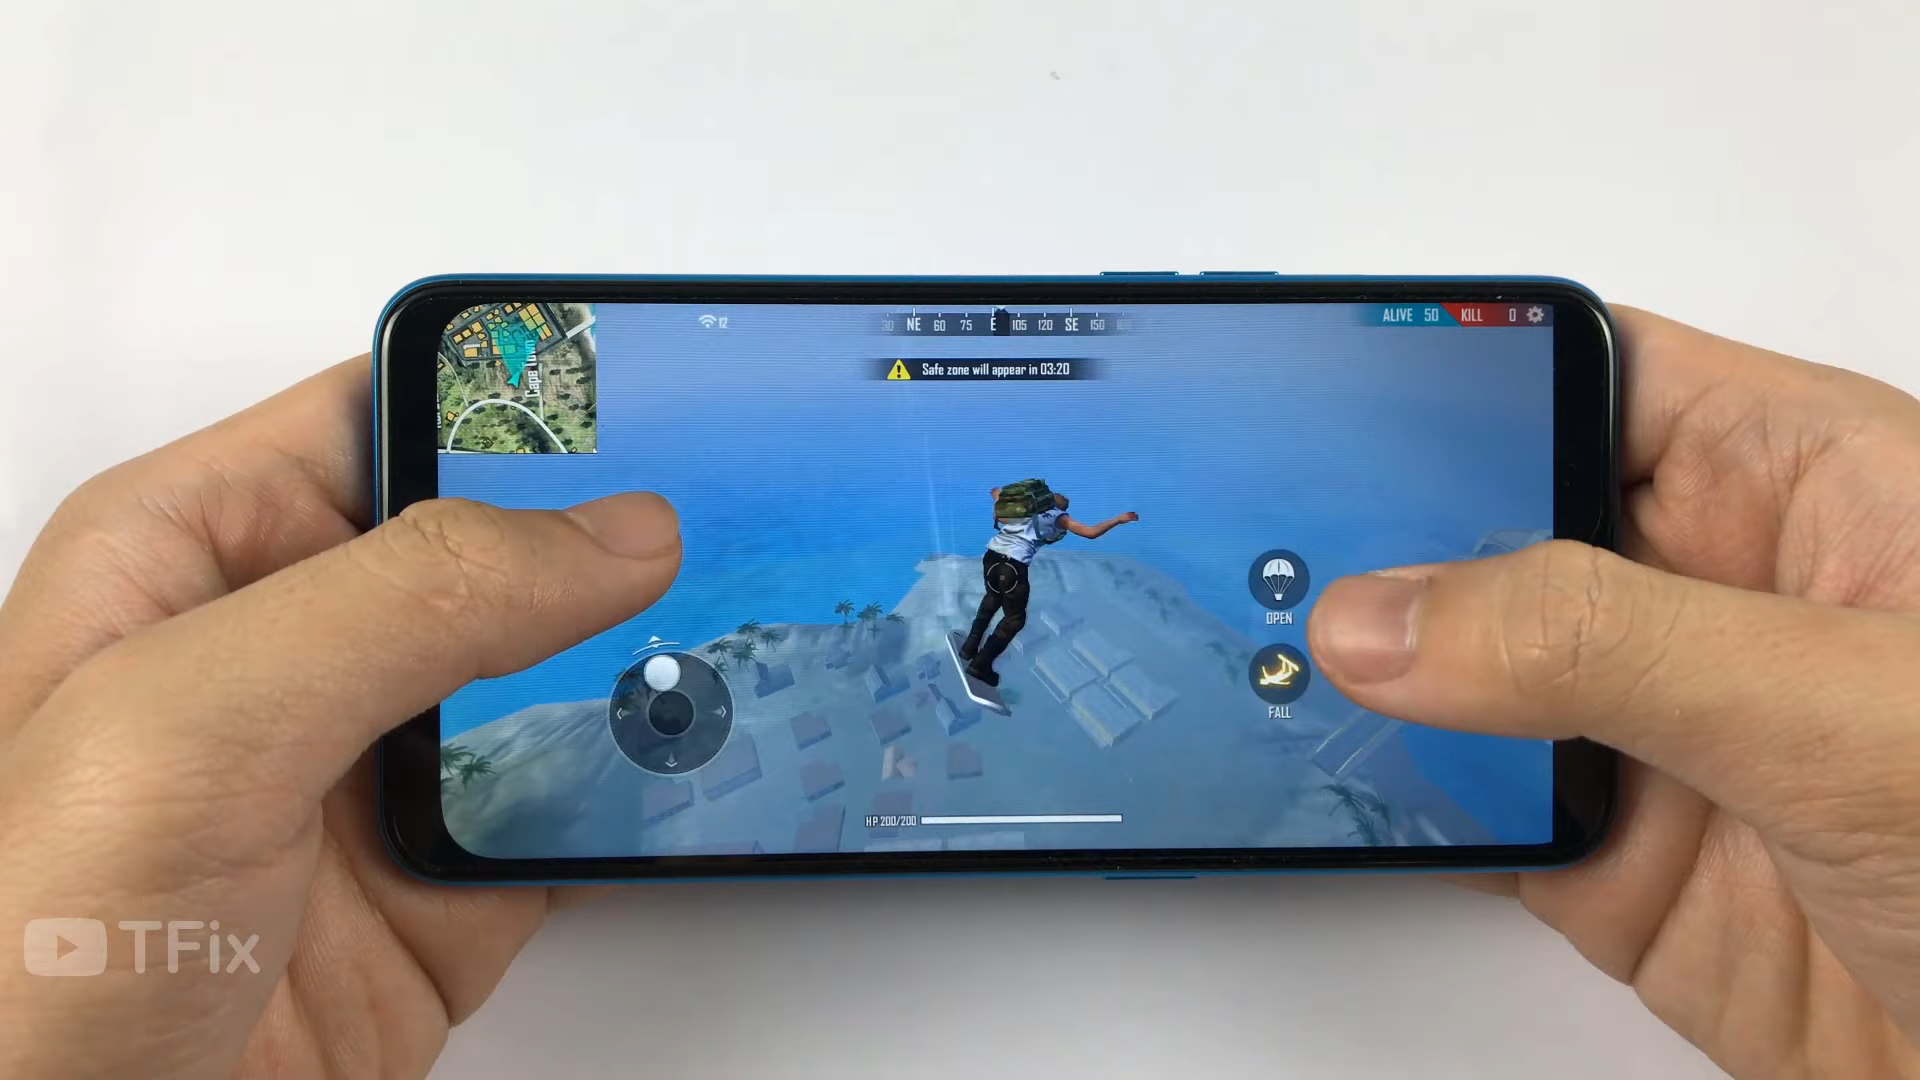 12
30 NE 60 75 E 105 120 SE 150
ALIVE 50 KILL 0
Safe zone will appear in 03:20
Cape Town
OPEN
FALL
HP 200/200
TFix